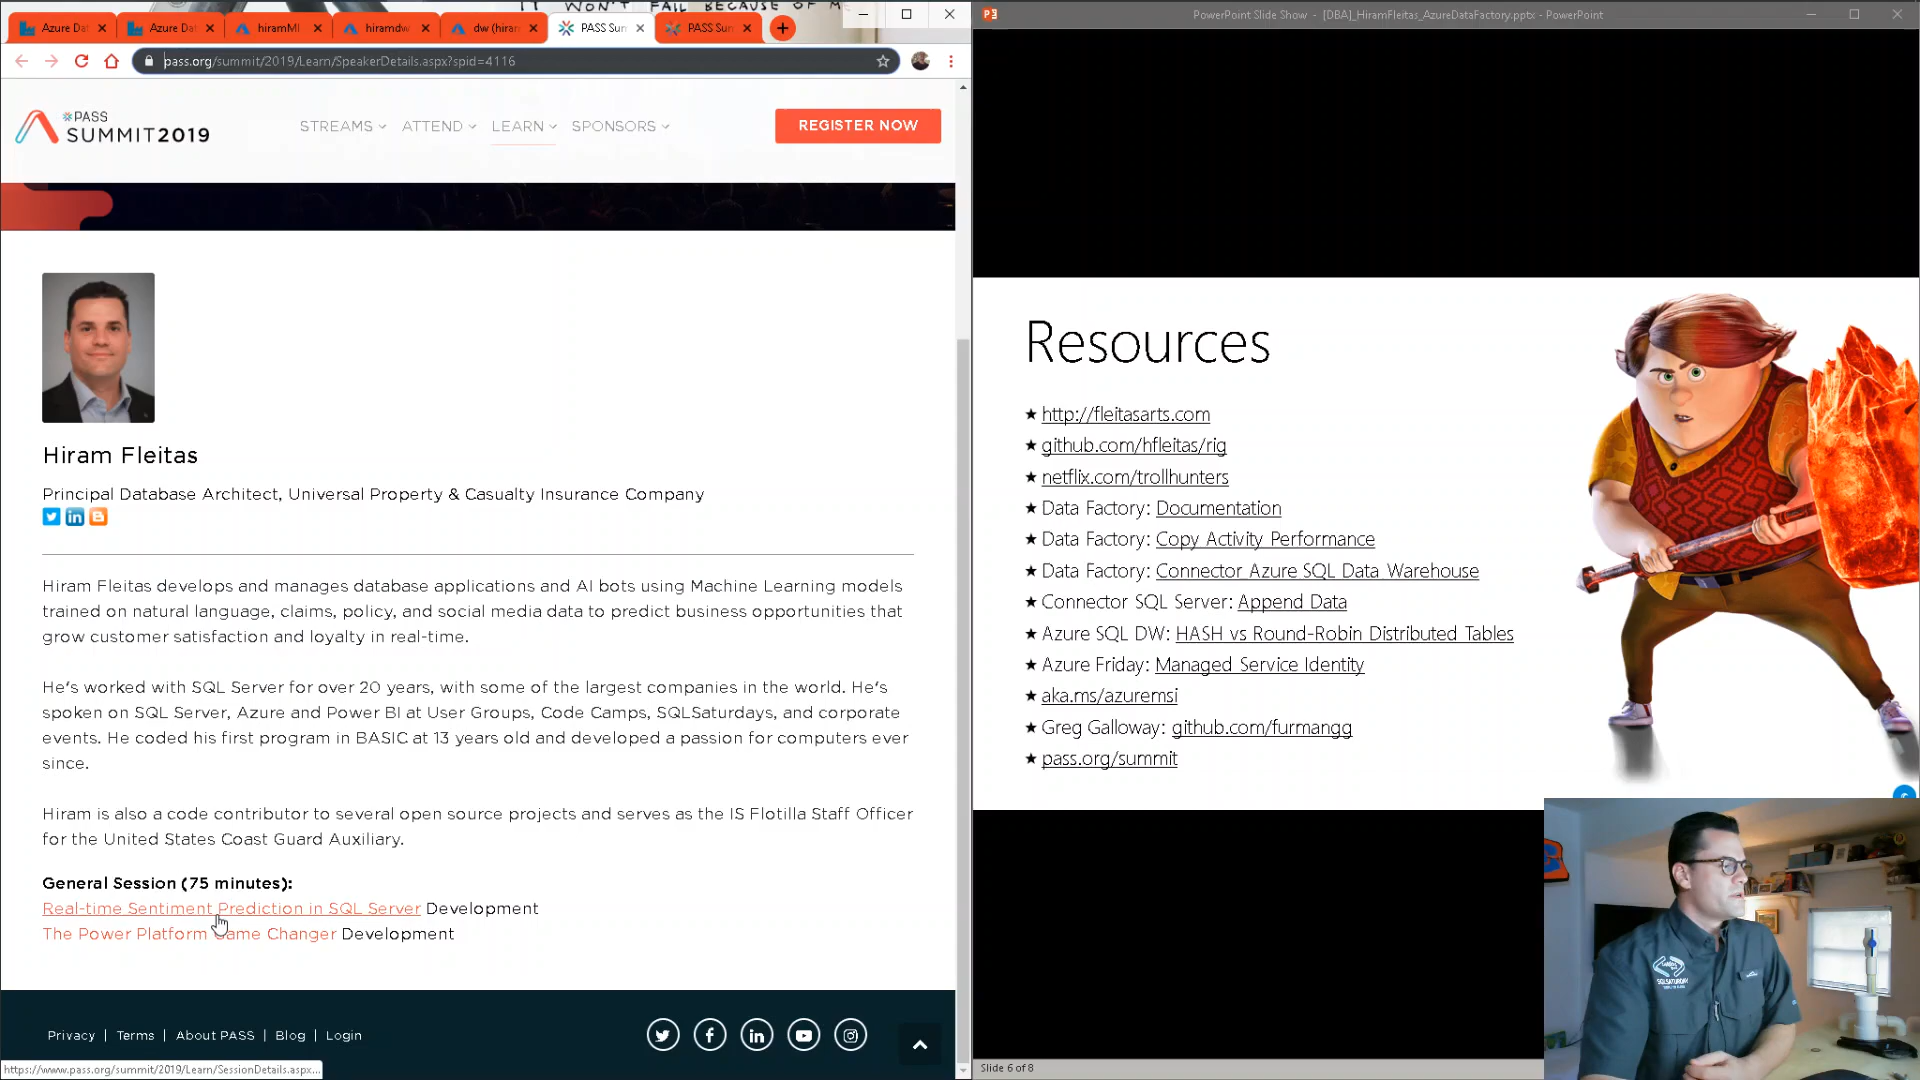 IT WON'T FAIL BECAUSE OF ME
Azure Dat
Azure Dat
hiramMI
hiramdw
dw (hiram
PASS Sum
PASS Sum
pass.org/summit/2019/Learn/SpeakerDetails.aspx?spid=4116
PASS
SUMMIT2019
STREAMS
ATTEND
LEARN
SPONSORS
REGISTER NOW
Hiram Fleitas
Principal Database Architect, Universal Property & Casualty Insurance Company
Hiram Fleitas develops and manages database applications and AI bots using Machine Learning models
trained on natural language, claims, policy, and social media data to predict business opportunities that
grow customer satisfaction and loyalty in real-time.
He's worked with SQL Server for over 20 years, with some of the largest companies in the world. He's
spoken on SQL Server, Azure and Power BI at User Groups, Code Camps, SQLSaturdays, and corporate
events. He coded his first program in BASIC at 13 years old and developed a passion for computers ever
since.
Hiram is also a code contributor to several open source projects and serves as the IS Flotilla Staff Officer
for the United States Coast Guard Auxiliary.
General Session (75 minutes):
Real-time Sentiment Prediction in SQL Server Development
The Power Platform Game Changer Development
Privacy | Terms | About PASS | Blog | Login
https://www.pass.org/summit/2019/Learn/SessionDetails.aspx...
PowerPoint Slide Show - [DBA]_HiramFleitas_AzureDataFactory.pptx - PowerPoint
Resources
★ http://fleitasarts.com
★ github.com/hfleitas/rig
★ netflix.com/trollhunters
★ Data Factory: Documentation
★ Data Factory: Copy Activity Performance
★ Data Factory: Connector Azure SQL Data Warehouse
★ Connector SQL Server: Append Data
★ Azure SQL DW: HASH vs Round-Robin Distributed Tables
★ Azure Friday: Managed Service Identity
★ aka.ms/azuremsi
★ Greg Galloway: github.com/furmangg
★ pass.org/summit
SQLSATURDAY
Slide 6 of 8